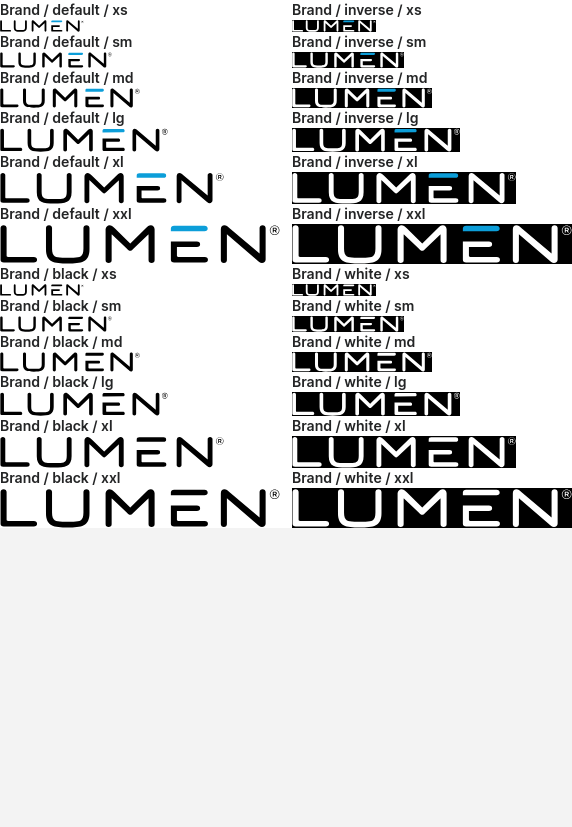 Brand / default / xs
LUMEN
Brand / default / sm
LUMEN®
Brand / default / md
LUMEN®
Brand / default / lg
LUMEN®
Brand / default / xl
LUMEN®
Brand / default / xxl
LUMEN®
Brand / black / xs
LUMEN
Brand / black / sm
LUMEN®
Brand / black / md
LUMEN®
Brand / black / lg
LUMEN®
Brand / black / xl
LUMEN®
Brand / black / xxl
LUMEN®
Brand / inverse / xs
LUMEN
Brand / inverse / sm
LUMEN®
Brand / inverse / md
LUMEN®
Brand / inverse / lg
LUMEN®
Brand / inverse / xl
LUMEN®
Brand / inverse / xxl
LUMEN®
Brand / white / xs
LUMEN
Brand / white / sm
LUMEN®
Brand / white / md
LUMEN®
Brand / white / lg
LUMEN®
Brand / white / xl
LUMEN®
Brand / white / xxl
LUMEN®